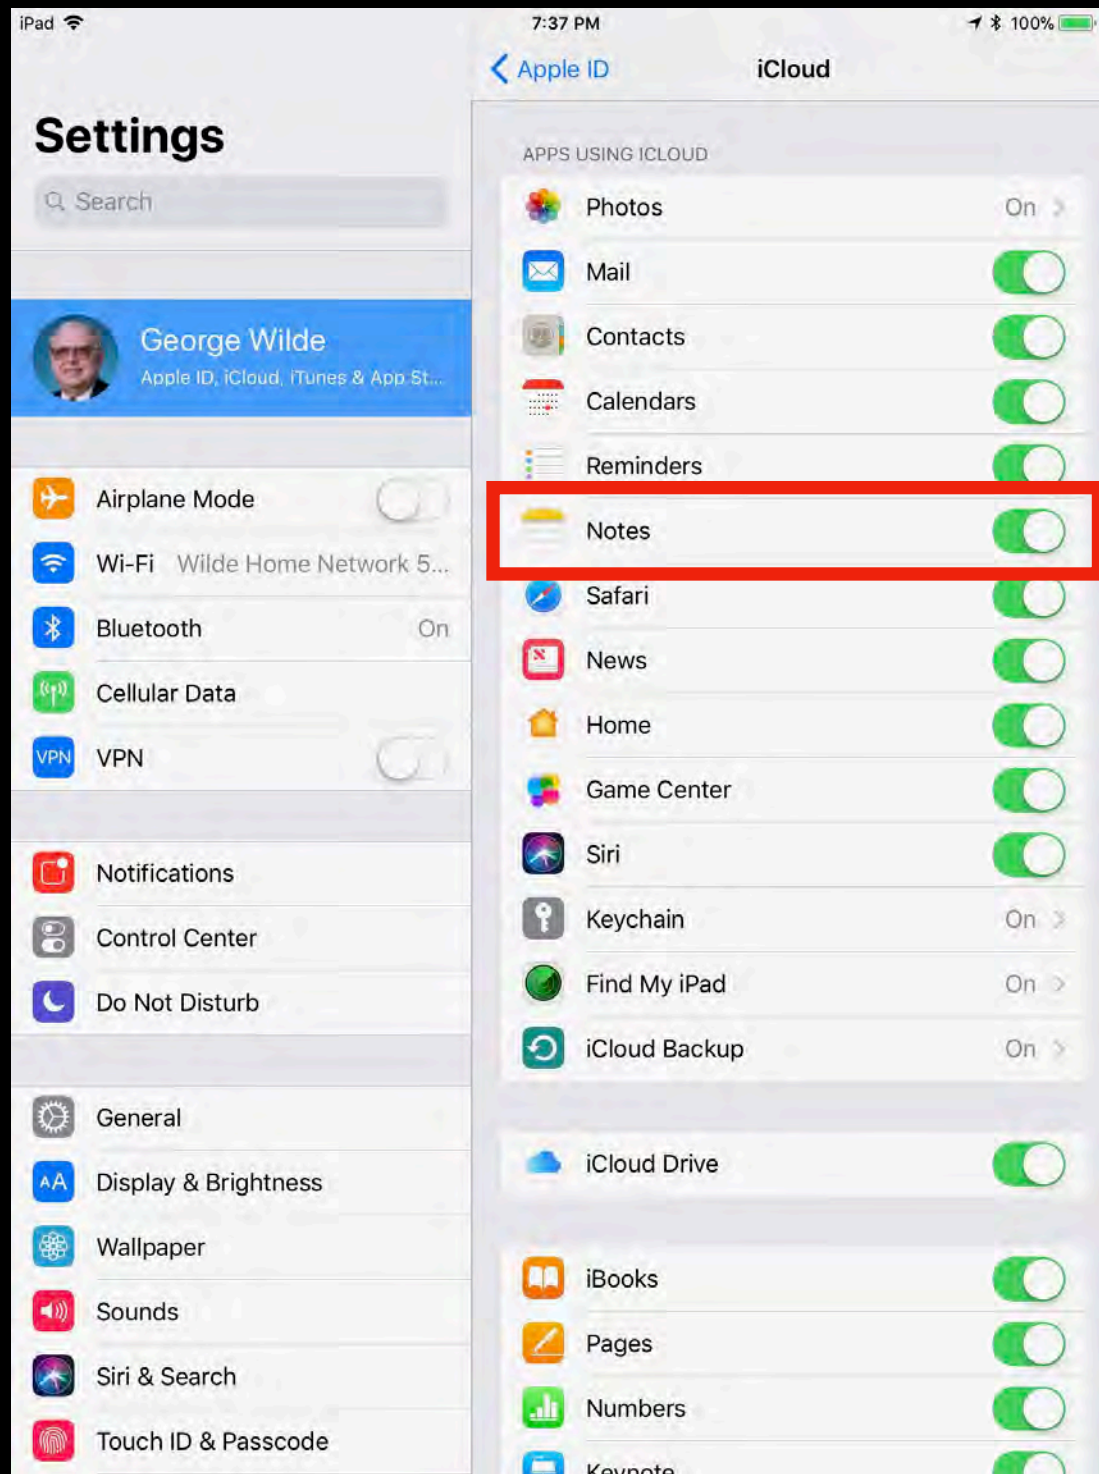 iPad
7:37 PM
100%
Settings
Search
George Wilde
Apple ID, iCloud, iTunes & App St...
Airplane Mode
Wi-Fi Wilde Home Network 5...
Bluetooth On
Cellular Data
VPN VPN
Notifications
Control Center
Do Not Disturb
General
AA Display & Brightness
Wallpaper
Sounds
Siri & Search
Touch ID & Passcode
Apple ID
iCloud
APPS USING ICLOUD
Photos On
Mail
Contacts
Calendars
Reminders
Notes
Safari
News
Home
Game Center
Siri
Keychain On
Find My iPad On
iCloud Backup On
iCloud Drive
iBooks
Pages
Numbers
Keynote